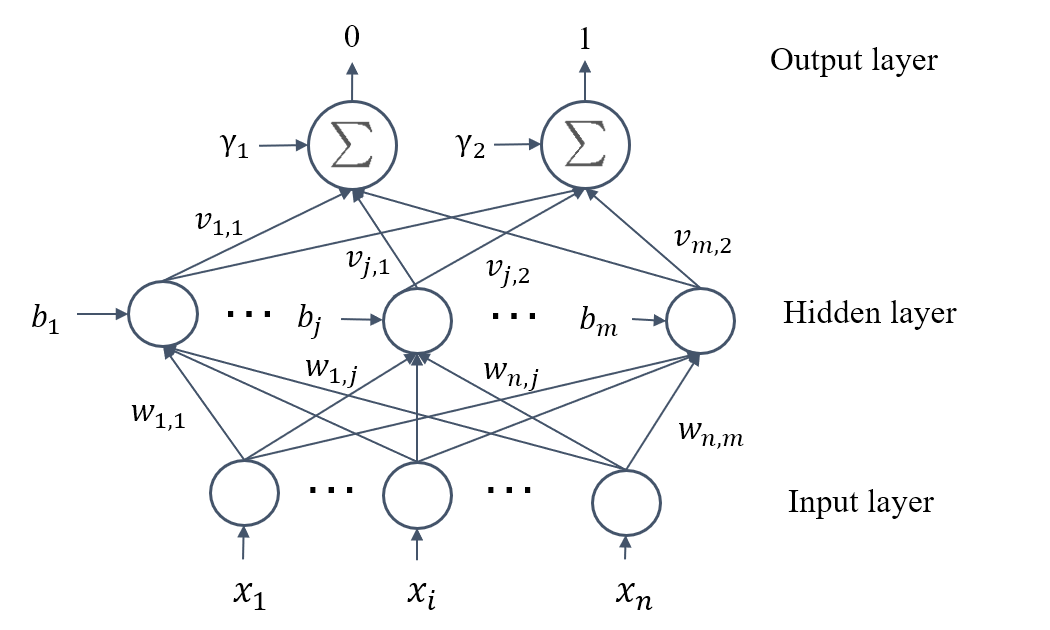 0 1
Output layer
γ₁ Σ γ₂ Σ
v₁,₁ vⱼ,₁ vⱼ,₂ vₘ,₂
b₁ ··· bⱼ ··· bₘ Hidden layer
w₁,₁ w₁,ⱼ wₙ,ⱼ wₙ,ₘ
··· ··· Input layer
x₁ xᵢ xₙ